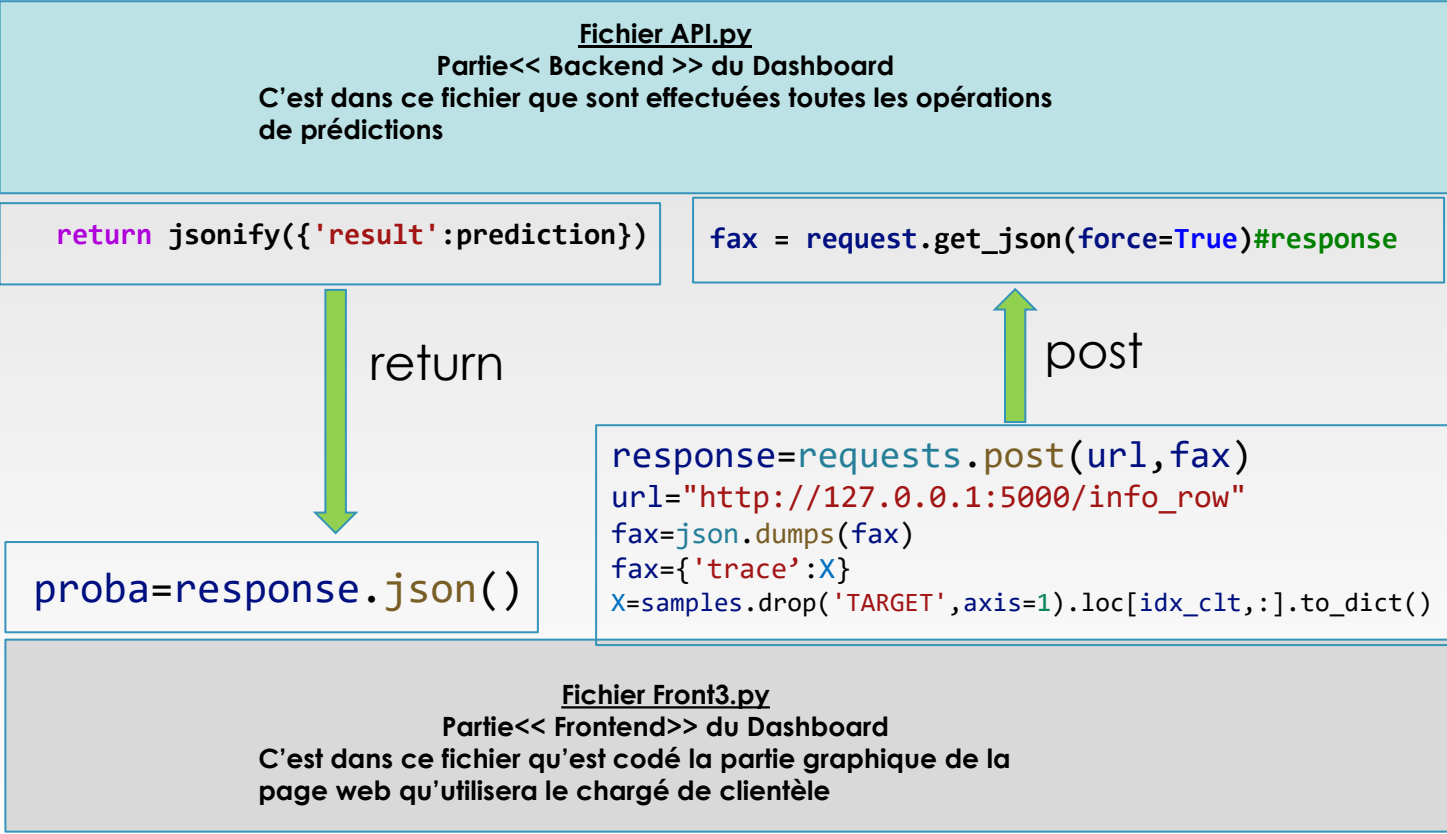 Fichier API.py
Partie<< Backend >> du Dashboard
C’est dans ce fichier que sont effectuées toutes les opérations
de prédictions
return jsonify({'result':prediction})
fax = request.get_json(force=True)#response
return
post
response=requests.post(url,fax)
url="http://127.0.0.1:5000/info_row"
fax=json.dumps(fax)
fax={'trace’:X}
X=samples.drop('TARGET',axis=1).loc[idx_clt,:].to_dict()
proba=response.json()
Fichier Front3.py
Partie<< Frontend>> du Dashboard
C’est dans ce fichier qu’est codé la partie graphique de la
page web qu’utilisera le chargé de clientèle